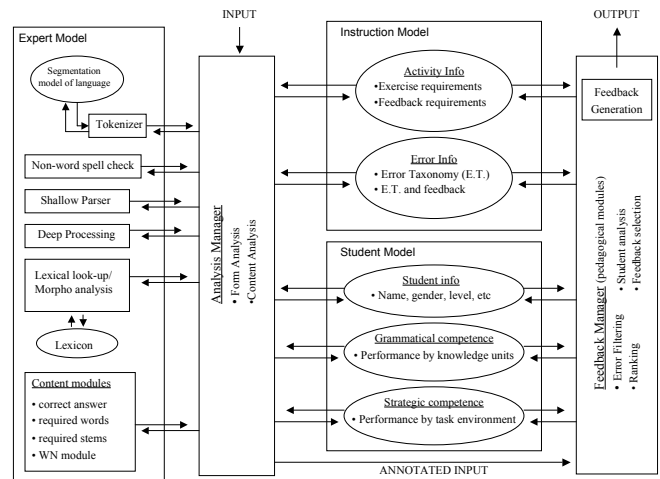 INPUT
OUTPUT
Expert Model
Segmentation
model of language
Tokenizer
Non-word spell check
Shallow Parser
Deep Processing
Lexical look-up/
Morpho analysis
Lexicon
Content modules
• correct answer
• required words
• required stems
• WN module
Analysis Manager
• Form Analysis
•Content Analysis
Instruction Model
Activity Info
•Exercise requirements
•Feedback requirements
Error Info
• Error Taxonomy (E.T.)
• E.T. and feedback
Student Model
Student info
• Name, gender, level, etc
Grammatical competence
• Performance by knowledge units
Strategic competence
• Performance by task environment
ANNOTATED INPUT
Feedback
Generation
Feedback Manager (pedagogical modules)
• Error Filtering
• Student analysis
•Ranking
• Feedback selection